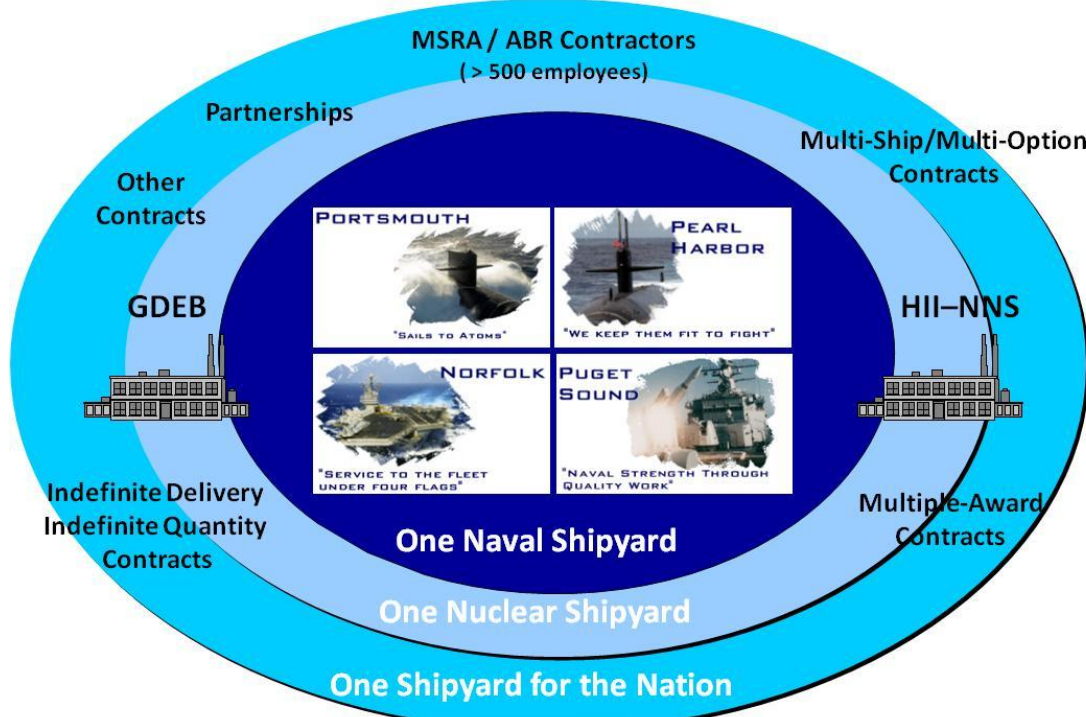 MSRA / ABR Contractors
( > 500 employees)
Partnerships
Multi-Ship/Multi-Option
Contracts
Other
Contracts
PORTSMOUTH
"SAILS TO ATOMS"
PEARL
HARBOR
"WE KEEP THEM FIT TO FIGHT"
GDEB
HII–NNS
NORFOLK
"SERVICE TO THE FLEET
UNDER FOUR FLAGS"
PUGET
SOUND
"NAVAL STRENGTH THROUGH
QUALITY WORK"
Indefinite Delivery
Indefinite Quantity
Contracts
Multiple-Award
Contracts
One Naval Shipyard
One Nuclear Shipyard
One Shipyard for the Nation